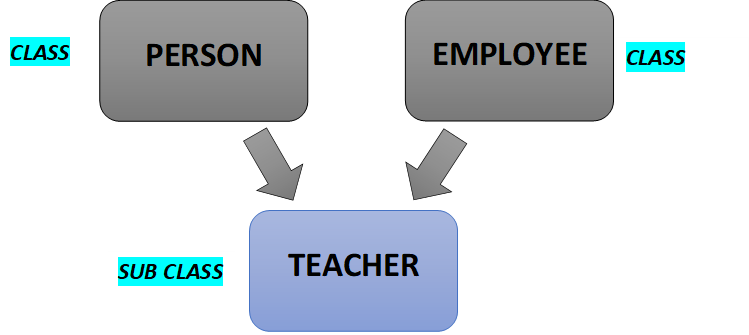 CLASS
PERSON
EMPLOYEE
CLASS
SUB CLASS
TEACHER